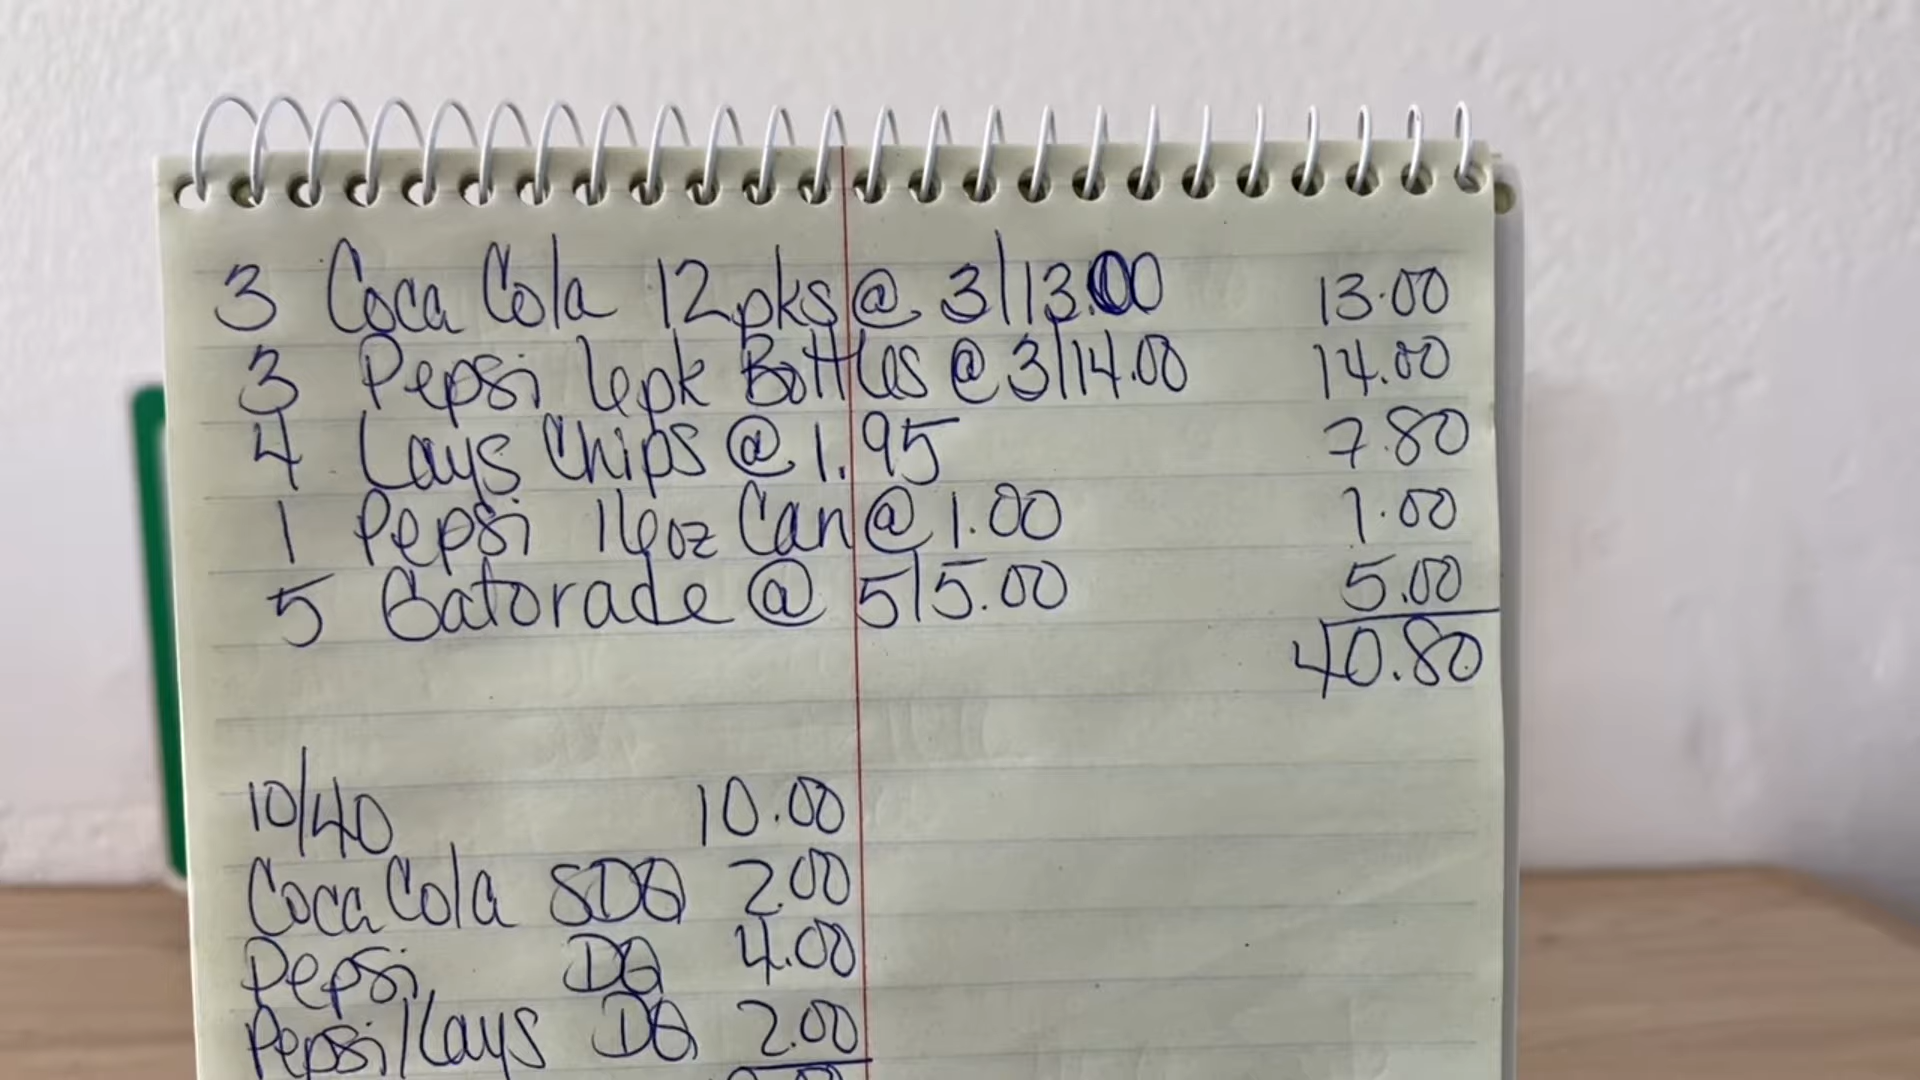 3 Coca Cola 12pks @ 3/13.00 13.00
3 Pepsi 6pk Bottles @ 3/14.00 14.00
4 Lays Chips @ 1.95 7.80
1 Pepsi 16oz Can @ 1.00 1.00
5 Gatorade @ 5/5.00 5.00
40.80
10/40 10.00
Coca Cola SDQ 2.00
Pepsi DQ 4.00
Pepsi/Lays DQ 2.00